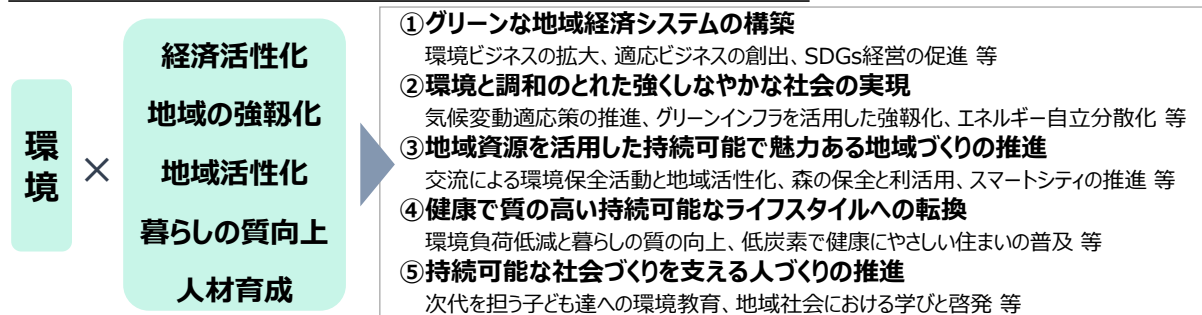 環境
×
経済活性化
地域の強靱化
地域活性化
暮らしの質向上
人材育成
①グリーンな地域経済システムの構築
環境ビジネスの拡大、適応ビジネスの創出、SDGs経営の促進 等
②環境と調和のとれた強くしなやかな社会の実現
気候変動適応策の推進、グリーンインフラを活用した強靱化、エネルギー自立分散化 等
③地域資源を活用した持続可能で魅力ある地域づくりの推進
交流による環境保全活動と地域活性化、森の保全と利活用、スマートシティの推進 等
④健康で質の高い持続可能なライフスタイルへの転換
環境負荷低減と暮らしの質の向上、低炭素で健康にやさしい住まいの普及 等
⑤持続可能な社会づくりを支える人づくりの推進
次代を担う子ども達への環境教育、地域社会における学びと啓発 等